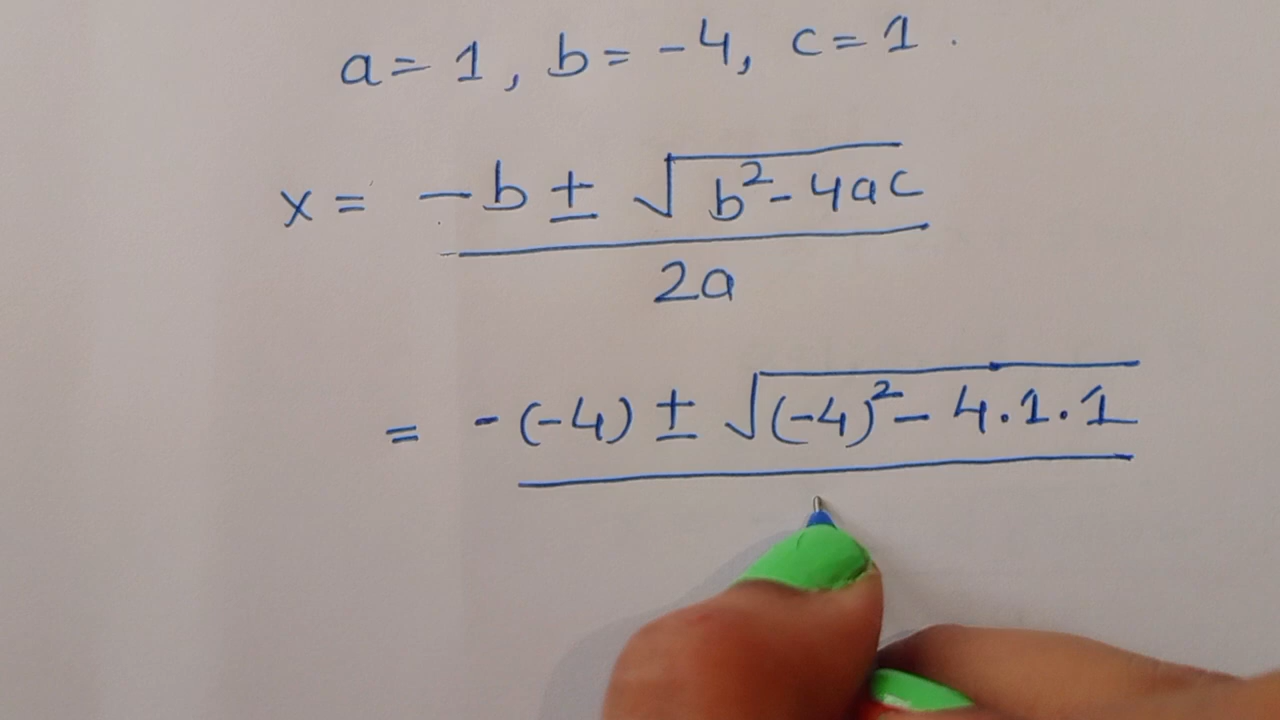 a = 1, b = -4, c = 1.
x = -b ± √b²-4ac
2a
= -(-4) ± √(-4)² - 4.1.1